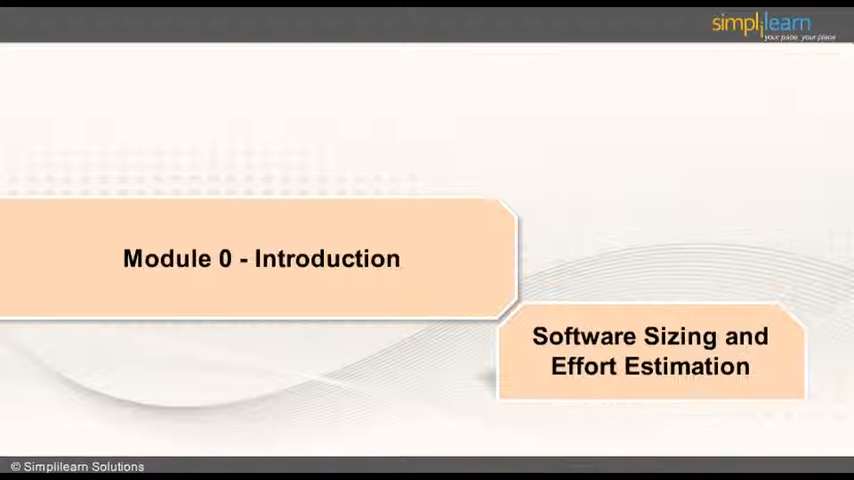 simplilearn
your pace, your place
Module 0 - Introduction
Software Sizing and
Effort Estimation
© Simplilearn Solutions